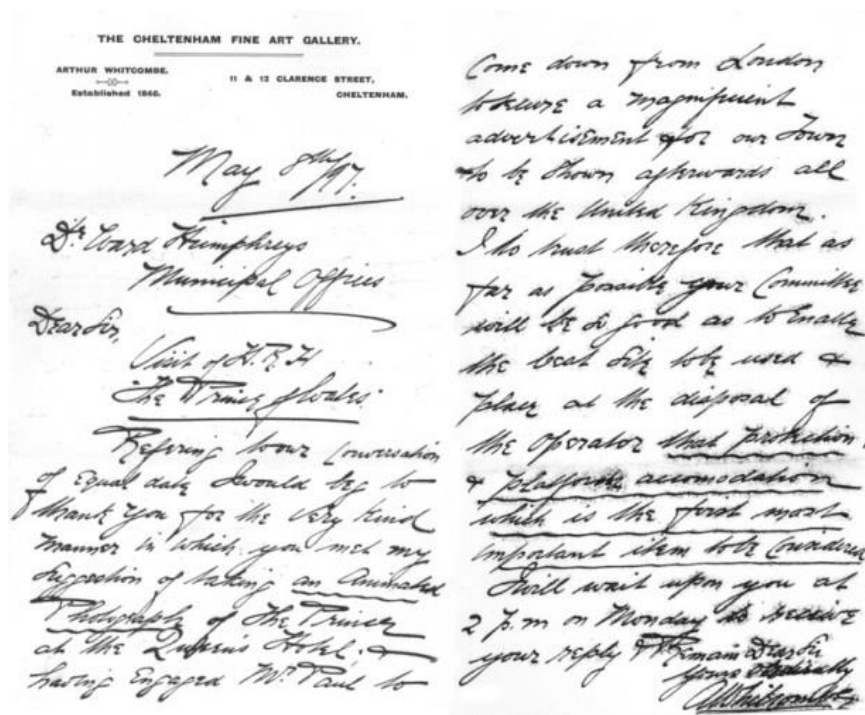 THE CHELTENHAM FINE ART GALLERY.
ARTHUR WHITCOMBE.
Established 1846.
11 & 12 CLARENCE STREET,
CHELTENHAM.
May 8th/97.
Dr Ward Humphreys
Municipal Offices
Dear Sir,
Visit of H.R.H
The Prince of Wales.
Refering to our conversation
of equal date I would beg to
thank you for the very kind
manner in which you met my
suggestion of taking an Animated
Photograph of The Prince
at the Queen's Hotel. &
having engaged Mr. Paul to
Come down from London
to secure a magnificent
advertisement for our Town
to be shown afterwards all
over the United Kingdom.
I do trust therefore that as
far as possible your Committee
will be so good as to enable
the best site to be used &
place at the disposal of
the operator that protection
& platform accomodation
which is the first most
important item to be considered
I will wait upon you at
2 p.m on Monday to receive
your reply & Remain Dear Sir
Yours
AWhitcombe